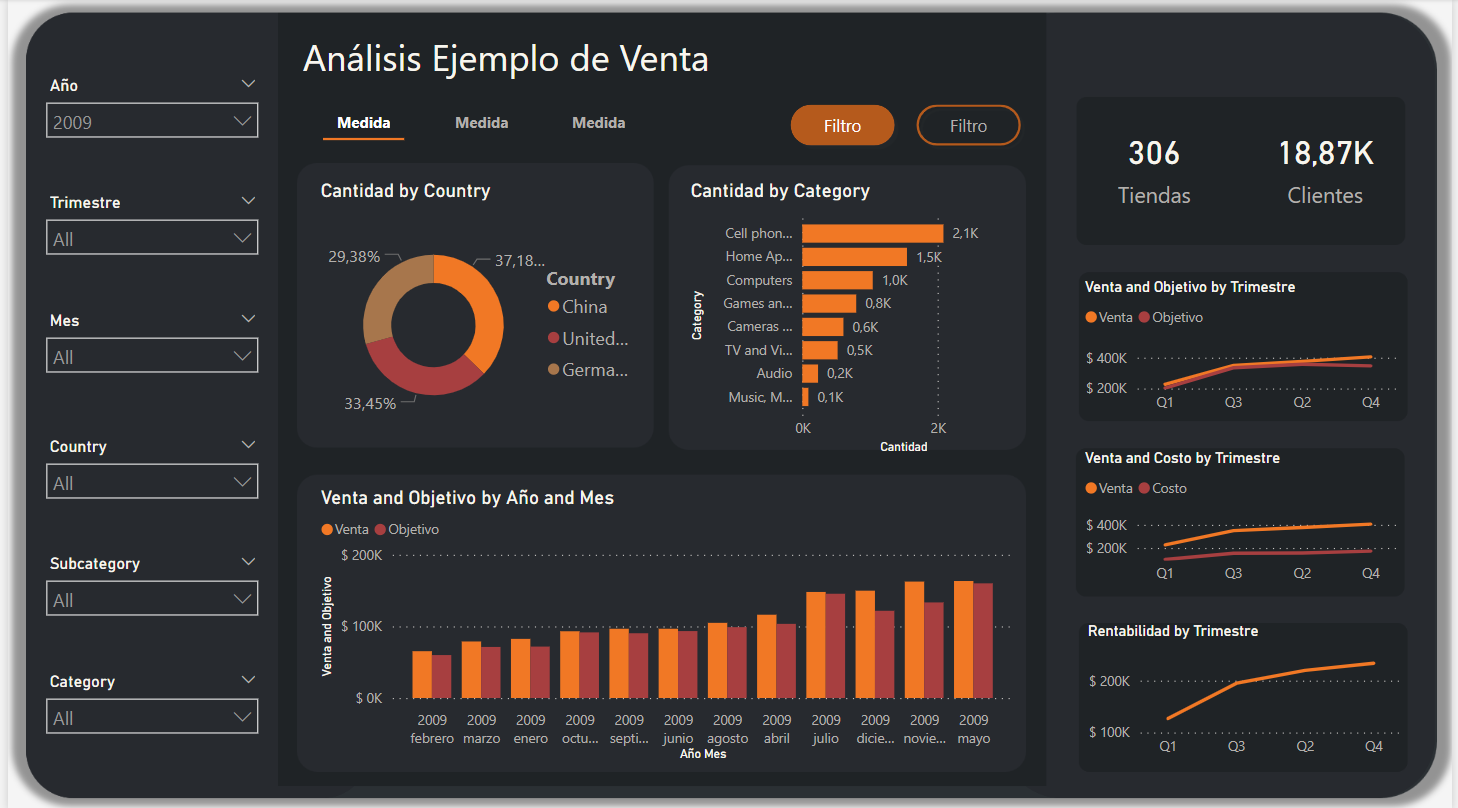 Análisis Ejemplo de Venta
Año
2009
Trimestre
All
Mes
All
Country
All
Subcategory
All
Category
All
Medida Medida Medida
Filtro Filtro
Cantidad by Country
29,38%
37,18...
33,45%
Country
China
United...
Germa...
Cantidad by Category
Category
Cell phon... 2,1K
Home Ap... 1,5K
Computers 1,0K
Games an... 0,8K
Cameras ... 0,6K
TV and Vi... 0,5K
Audio 0,2K
Music, M... 0,1K
0K 2K
Cantidad
Venta and Objetivo by Año and Mes
Venta Objetivo
Venta and Objetivo
$ 200K
$ 100K
$ 0K
2009 2009 2009 2009 2009 2009 2009 2009 2009 2009 2009 2009
febrero marzo enero octu... septi... junio agosto abril julio dicie... novie... mayo
Año Mes
306 18,87K
Tiendas Clientes
Venta and Objetivo by Trimestre
Venta Objetivo
$ 400K
$ 200K
Q1 Q3 Q2 Q4
Venta and Costo by Trimestre
Venta Costo
$ 400K
$ 200K
Q1 Q3 Q2 Q4
Rentabilidad by Trimestre
$ 200K
$ 100K
Q1 Q3 Q2 Q4